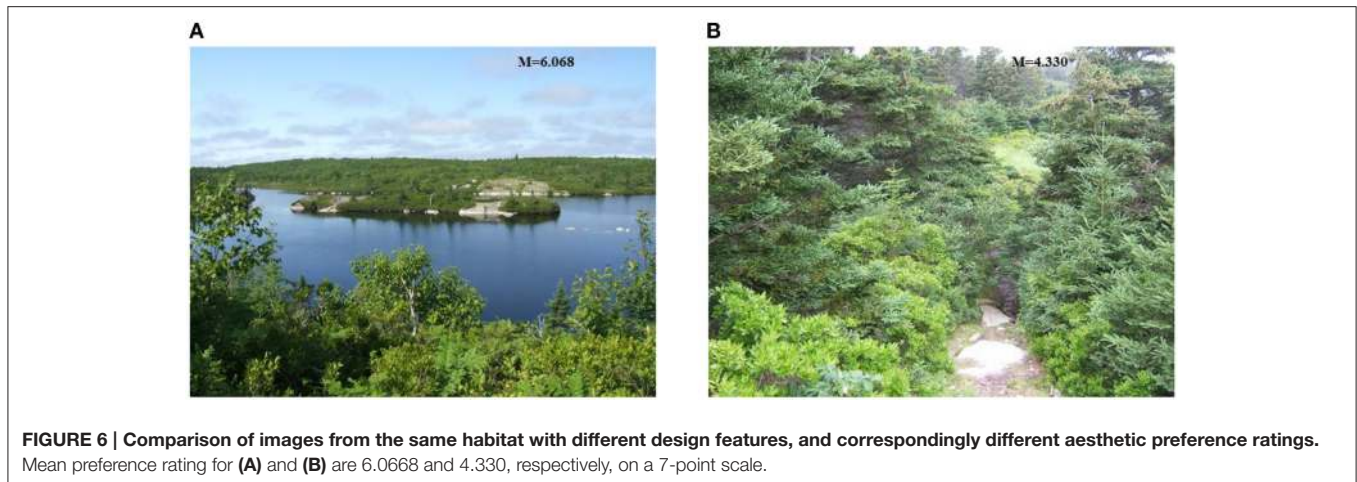 A
B
M=6.068
M=4.330
FIGURE 6 | Comparison of images from the same habitat with different design features, and correspondingly different aesthetic preference ratings.
Mean preference rating for (A) and (B) are 6.0668 and 4.330, respectively, on a 7-point scale.